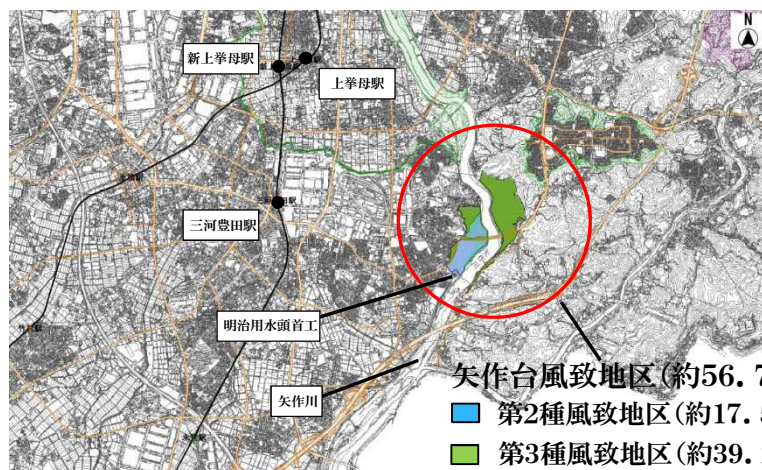 N
新上挙母駅
上挙母駅
三河豊田駅
明治用水頭首工
矢作川
矢作台風致地区(約56.7
第2種風致地区(約17.5
第3種風致地区(約39.